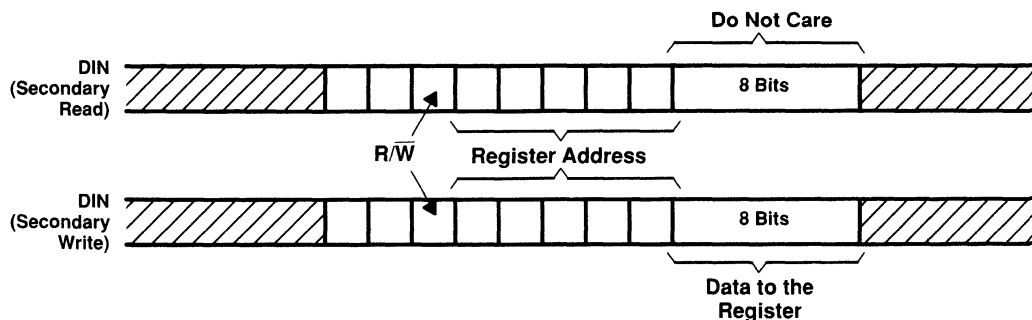 Do Not Care
DIN
(Secondary
Read)
8 Bits
R/W̅
Register Address
DIN
(Secondary
Write)
8 Bits
Data to the
Register